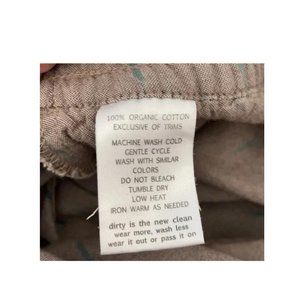 100% ORGANIC COTTON
EXCLUSIVE OF TRIMS
MACHINE WASH COLD
GENTLE CYCLE
WASH WITH SIMILAR
COLORS
DO NOT BLEACH
TUMBLE DRY
LOW HEAT
IRON WARM AS NEEDED
dirty is the new clean
wear more, wash less
wear it out or pass it on